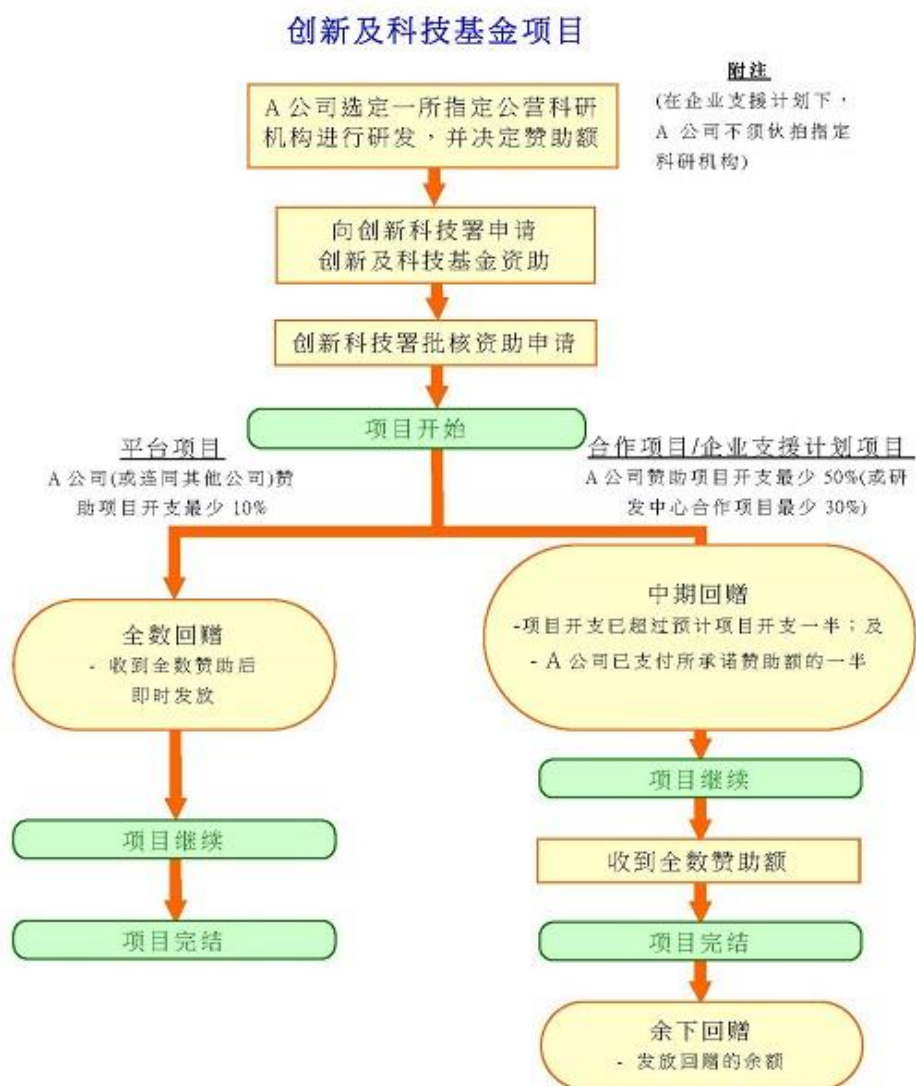 创新及科技基金项目
附注
(在企业支援计划下，
A 公司不须伙拍指定
科研机构)
A 公司选定一所指定公营科研
机构进行研发，并决定赞助额
向创新科技署申请
创新及科技基金资助
创新科技署批核资助申请
项目开始
平台项目
A 公司(或连同其他公司)赞
助项目开支最少 10%
合作项目/企业支援计划项目
A 公司赞助项目开支最少 50%(或研
发中心合作项目最少 30%)
全数回赠
- 收到全数赞助后
即时发放
项目继续
项目完结
中期回赠
-项目开支已超过预计项目开支一半；及
- A 公司已支付所承诺赞助额的一半
项目继续
收到全数赞助额
项目完结
余下回赠
- 发放回赠的余额